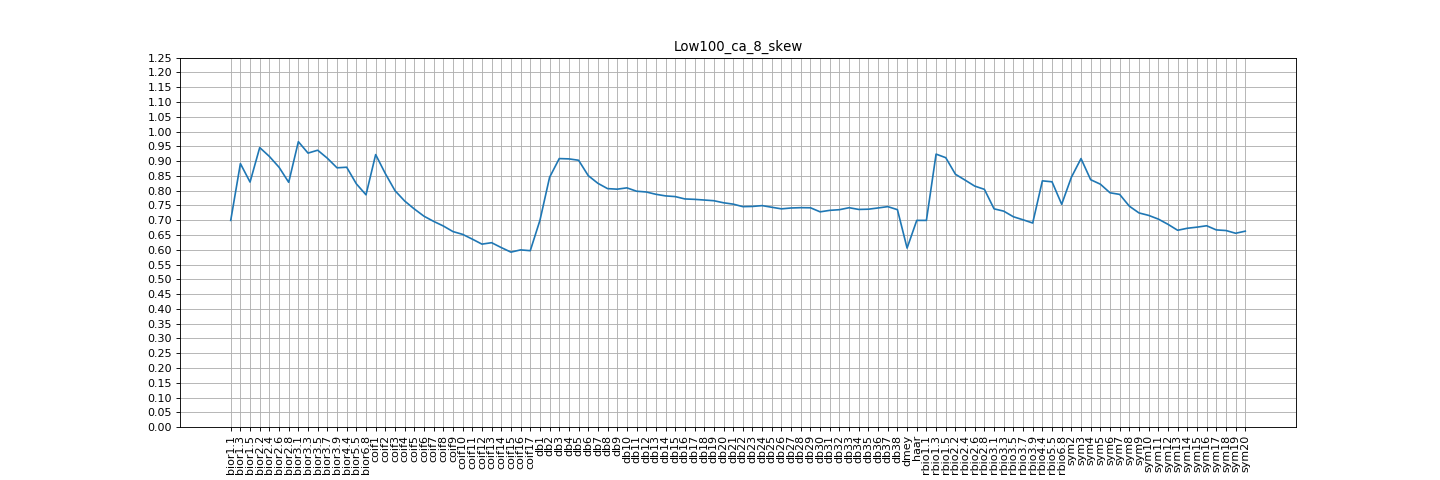 Low100_ca_8_skew
1.25
1.20
1.15
1.10
1.05
1.00
0.95
0.90
0.85
0.80
0.75
0.70
0.65
0.60
0.55
0.50
0.45
0.40
0.35
0.30
0.25
0.20
0.15
0.10
0.05
0.00
bior1.1
bior1.3
bior1.5
bior2.2
bior2.4
bior2.6
bior2.8
bior3.1
bior3.3
bior3.5
bior3.7
bior3.9
bior4.4
bior5.5
bior6.8
coif1
coif2
coif3
coif4
coif5
coif6
coif7
coif8
coif9
coif10
coif11
coif12
coif13
coif14
coif15
coif16
coif17
db1
db2
db3
db4
db5
db6
db7
db8
db9
db10
db11
db12
db13
db14
db15
db16
db17
db18
db19
db20
db21
db22
db23
db24
db25
db26
db27
db28
db29
db30
db31
db32
db33
db34
db35
db36
db37
db38
dmey
haar
rbio1.1
rbio1.3
rbio1.5
rbio2.2
rbio2.4
rbio2.6
rbio2.8
rbio3.1
rbio3.3
rbio3.5
rbio3.7
rbio3.9
rbio4.4
rbio5.5
rbio6.8
sym2
sym3
sym4
sym5
sym6
sym7
sym8
sym9
sym10
sym11
sym12
sym13
sym14
sym15
sym16
sym17
sym18
sym19
sym20